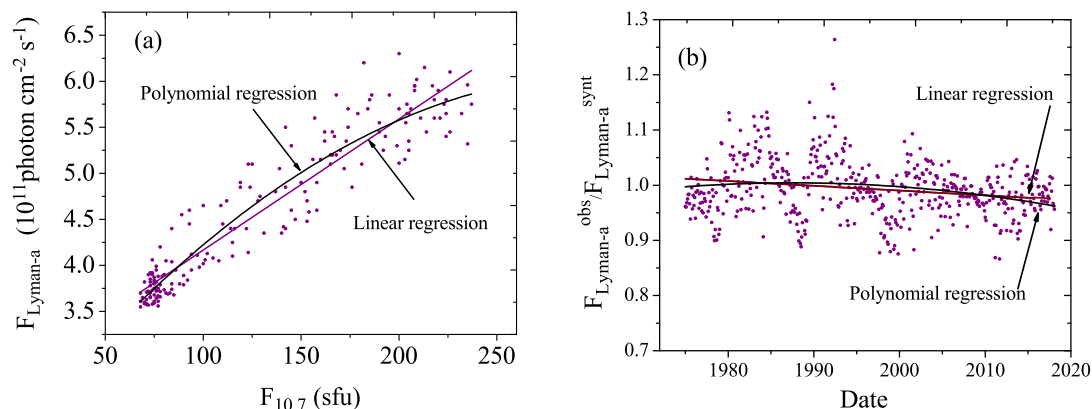 (a)
6.5
6.0
5.5
5.0
4.5
4.0
3.5
F_Lyman-a (10^11 photon cm^-2 s^-1)
Polynomial regression
Linear regression
50 100 150 200 250
F_10.7 (sfu)
(b)
1.3
1.2
1.1
1.0
0.9
0.8
0.7
F_Lyman-a^obs/F_Lyman-a^synt
Linear regression
Polynomial regression
1980 1990 2000 2010 2020
Date